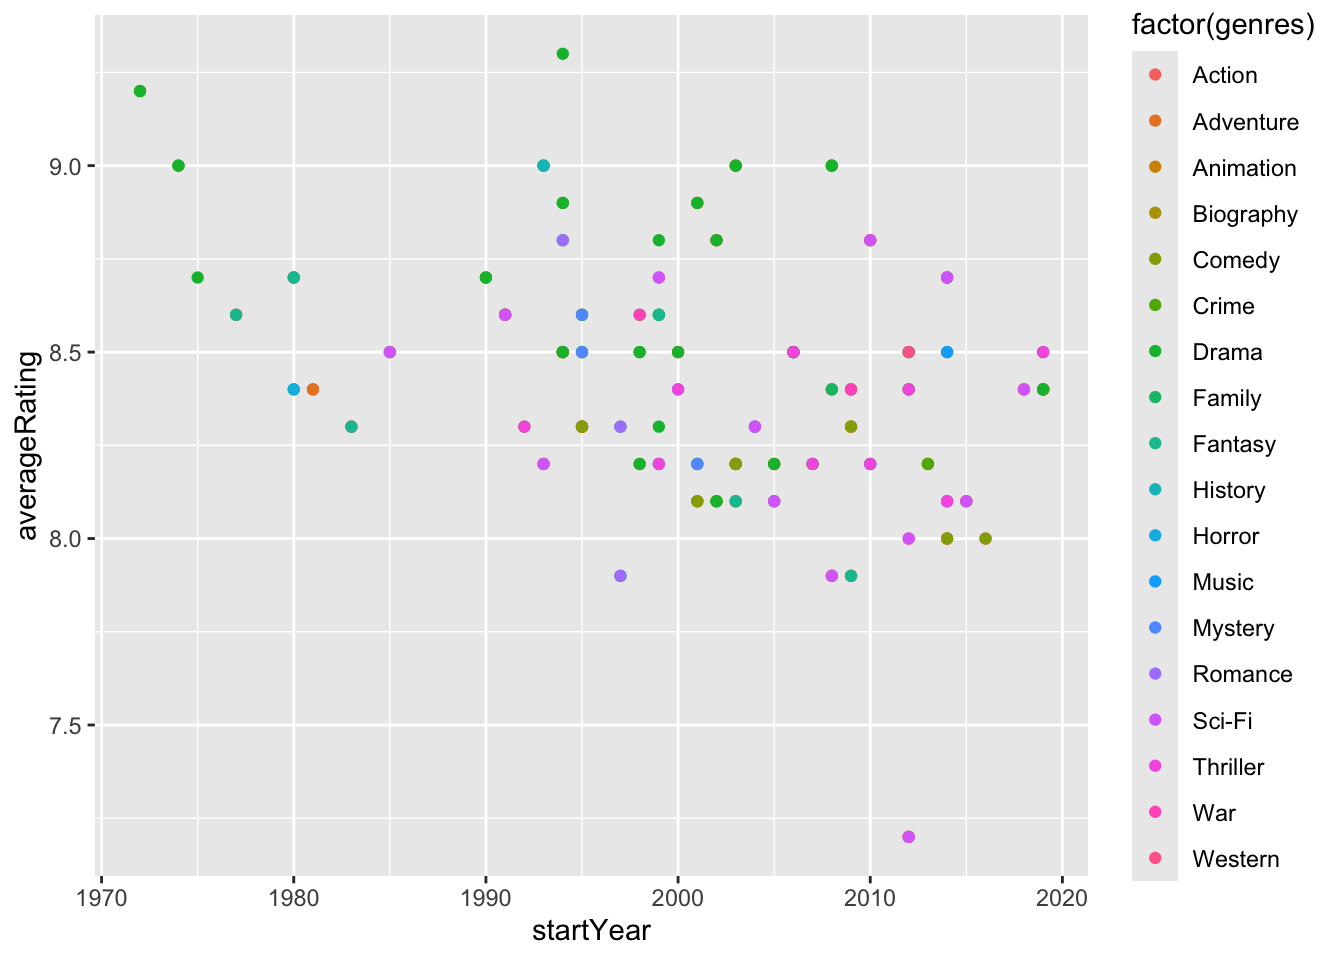 factor(genres)
Action
Adventure
Animation
Biography
Comedy
Crime
Drama
Family
Fantasy
History
Horror
Music
Mystery
Romance
Sci-Fi
Thriller
War
Western
averageRating
9.0
8.5
8.0
7.5
1970 1980 1990 2000 2010 2020
startYear